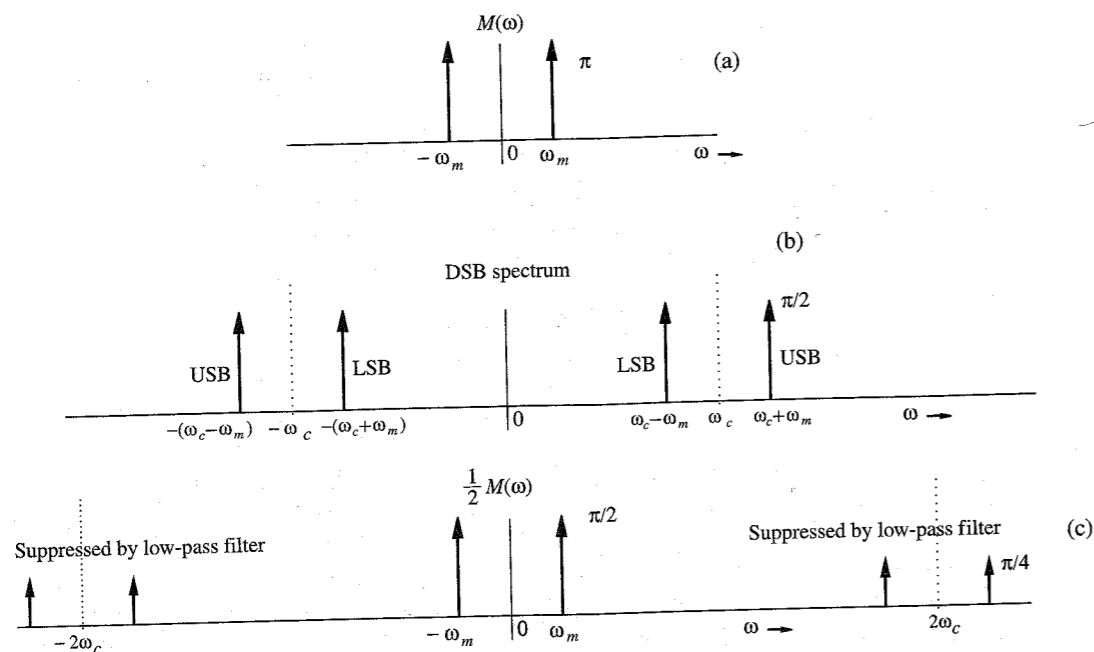 M(ω)
π
(a)
−ω_m 0 ω_m ω →
(b)
DSB spectrum
π/2
USB LSB LSB USB
−(ω_c−ω_m) −ω_c −(ω_c+ω_m) 0 ω_c−ω_m ω_c ω_c+ω_m ω →
1/2 M(ω)
π/2
Suppressed by low-pass filter
Suppressed by low-pass filter
(c)
π/4
−2ω_c −ω_m 0 ω_m ω → 2ω_c